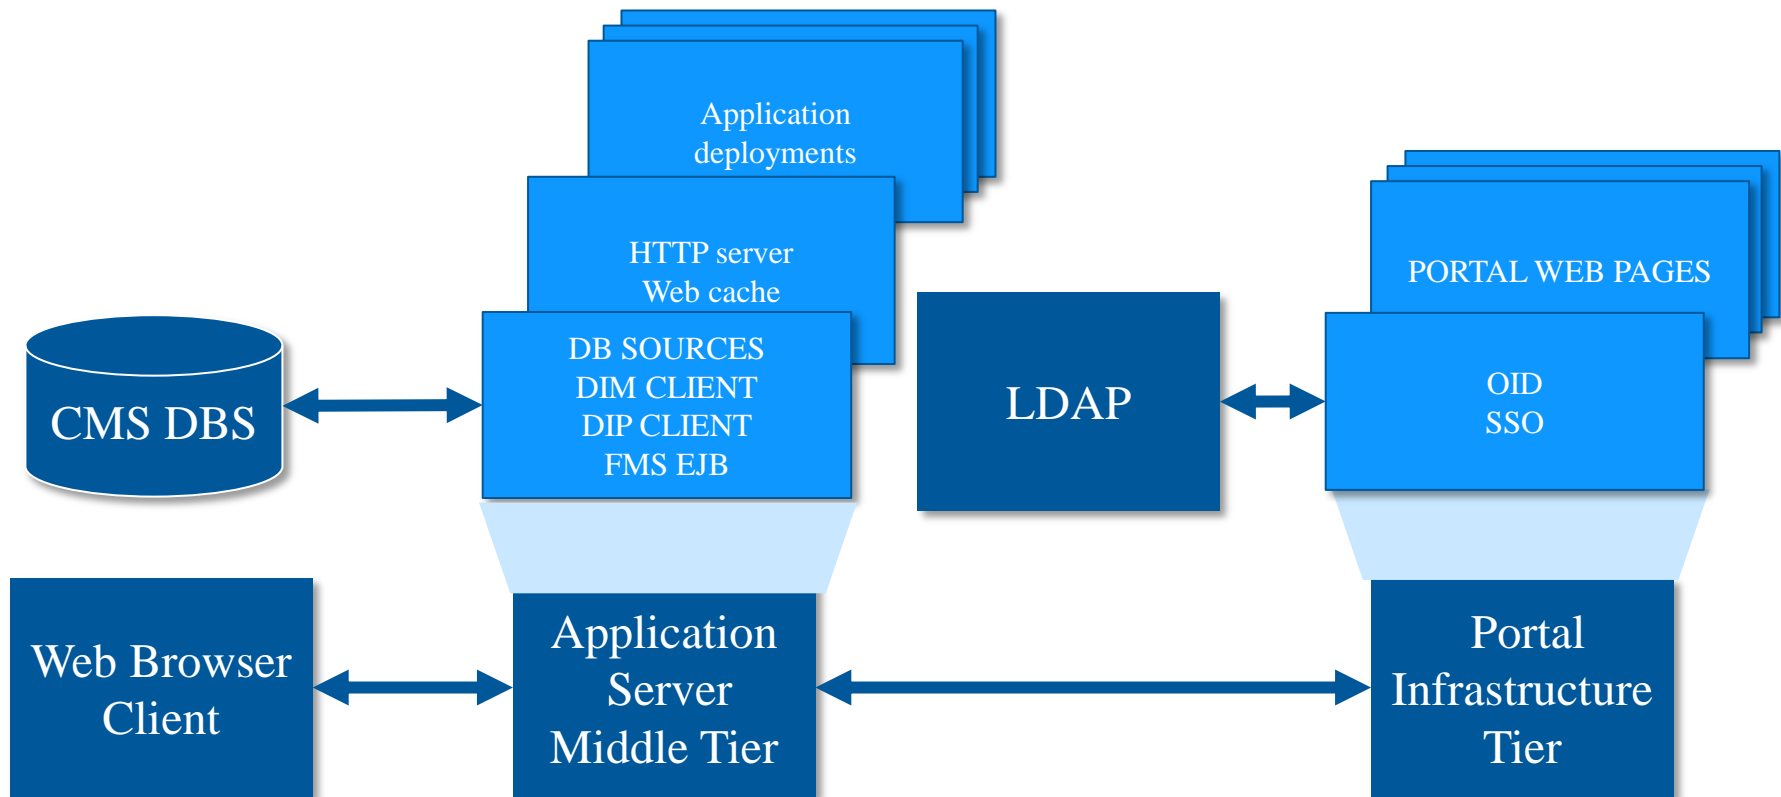 Application
deployments
HTTP server
Web cache
PORTAL WEB PAGES
DB SOURCES
DIM CLIENT
DIP CLIENT
FMS EJB
CMS DBS
LDAP
OID
SSO
Web Browser
Client
Application
Server
Middle Tier
Portal
Infrastructure
Tier